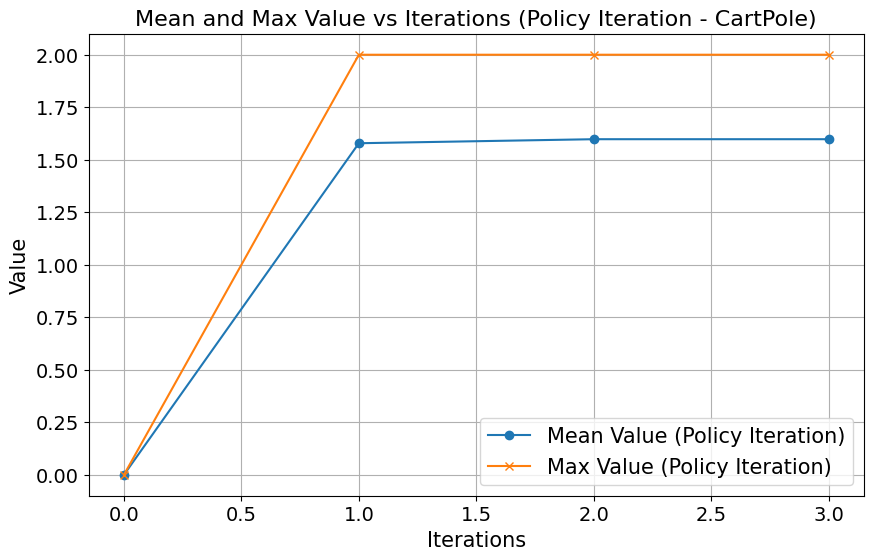 Mean and Max Value vs Iterations (Policy Iteration - CartPole)
2.00
1.75
1.50
1.25
1.00
0.75
0.50
0.25
0.00
Value
Mean Value (Policy Iteration)
Max Value (Policy Iteration)
0.0 0.5 1.0 1.5 2.0 2.5 3.0
Iterations